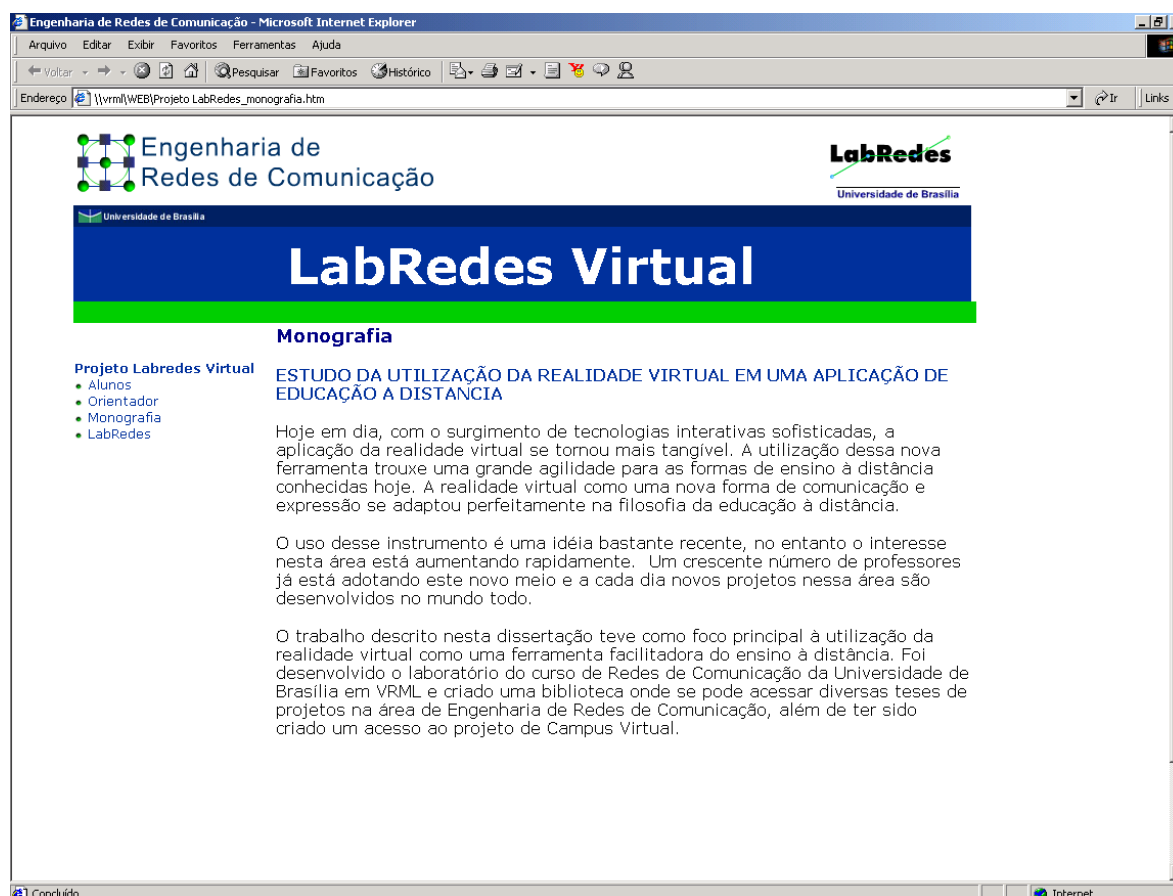 Engenharia de Redes de Comunicação - Microsoft Internet Explorer
Arquivo Editar Exibir Favoritos Ferramentas Ajuda
Voltar Pesquisar Favoritos Histórico
Endereço \\vrml\WEB\Projeto LabRedes_monografia.htm Ir Links
Engenharia de
Redes de Comunicação
LabRedes
Universidade de Brasília
Universidade de Brasília
LabRedes Virtual
Monografia
Projeto Labredes Virtual
Alunos
Orientador
Monografia
LabRedes
ESTUDO DA UTILIZAÇÃO DA REALIDADE VIRTUAL EM UMA APLICAÇÃO DE
EDUCAÇÃO A DISTANCIA
Hoje em dia, com o surgimento de tecnologias interativas sofisticadas, a
aplicação da realidade virtual se tornou mais tangível. A utilização dessa nova
ferramenta trouxe uma grande agilidade para as formas de ensino à distância
conhecidas hoje. A realidade virtual como uma nova forma de comunicação e
expressão se adaptou perfeitamente na filosofia da educação à distância.
O uso desse instrumento é uma idéia bastante recente, no entanto o interesse
nesta área está aumentando rapidamente. Um crescente número de professores
já está adotando este novo meio e a cada dia novos projetos nessa área são
desenvolvidos no mundo todo.
O trabalho descrito nesta dissertação teve como foco principal à utilização da
realidade virtual como uma ferramenta facilitadora do ensino à distância. Foi
desenvolvido o laboratório do curso de Redes de Comunicação da Universidade de
Brasília em VRML e criado uma biblioteca onde se pode acessar diversas teses de
projetos na área de Engenharia de Redes de Comunicação, além de ter sido
criado um acesso ao projeto de Campus Virtual.
Concluído Internet